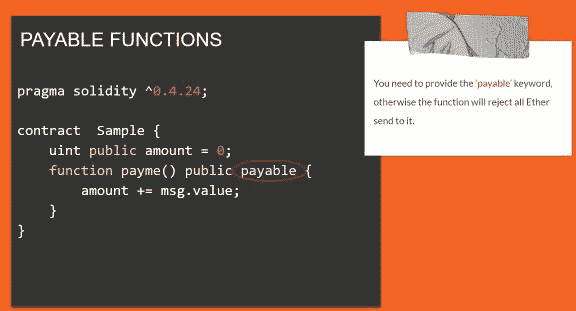 PAYABLE FUNCTIONS
pragma solidity ^0.4.24;
contract  Sample {
    uint public amount = 0;
    function payme() public payable {
        amount += msg.value;
    }
}
You need to provide the 'payable' keyword,
otherwise the function will reject all Ether
send to it.